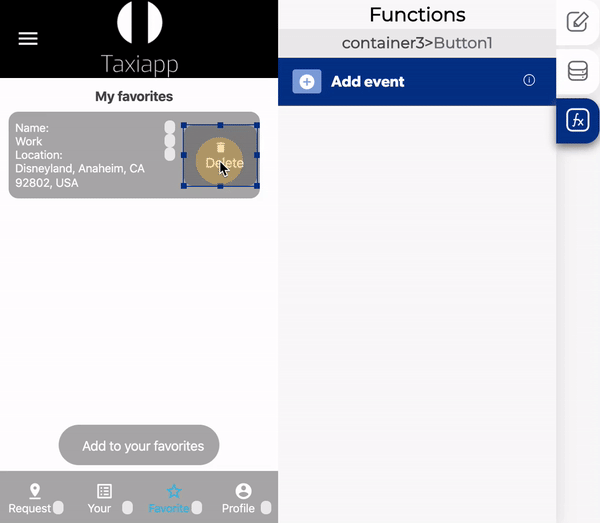 Taxiapp
My favorites
Name:
Work
Location:
Disneyland, Anaheim, CA
92802, USA
Delete
Add to your favorites
Request
Your
Favorite
Profile
Functions
container3>Button1
Add event
fx